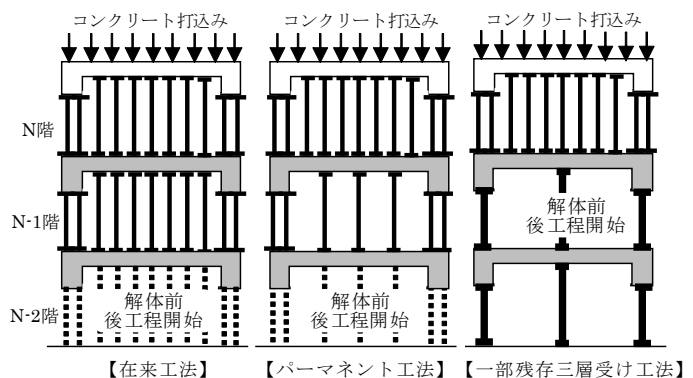 コンクリート打込み
コンクリート打込み
コンクリート打込み
N階
N-1階
解体前
後工程開始
N-2階
解体前
後工程開始
解体前
後工程開始
【在来工法】
【パーマネント工法】
【一部残存三層受け工法】